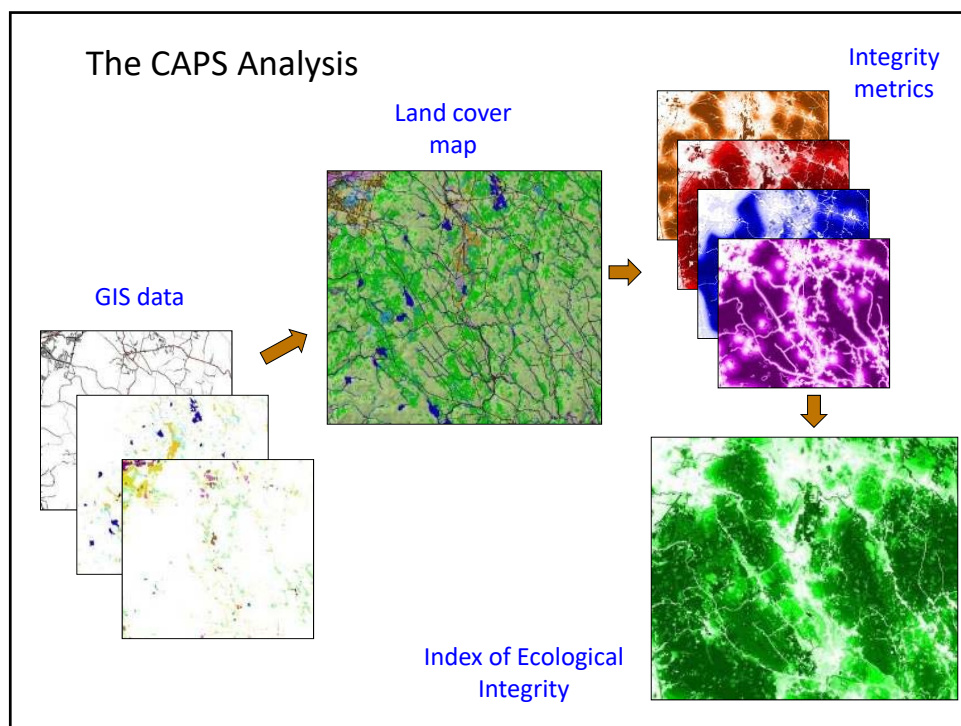 The CAPS Analysis
Integrity
metrics
Land cover
map
GIS data
Index of Ecological
Integrity